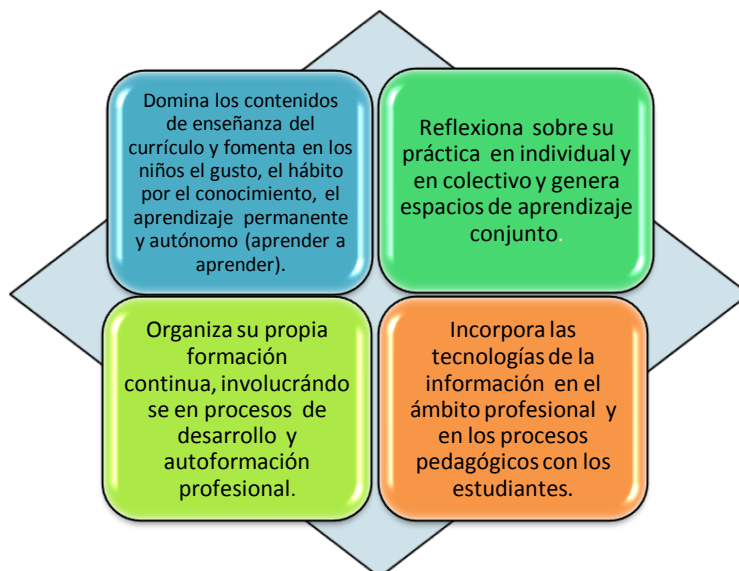 Domina los contenidos
de enseñanza del
currículo y fomenta en los
niños el gusto, el hábito
por el conocimiento, el
aprendizaje permanente
y autónomo (aprender a
aprender).
Reflexiona sobre su
práctica en individual y
en colectivo y genera
espacios de aprendizaje
conjunto.
Organiza su propia
formación
continua, involucrándo
se en procesos de
desarrollo y
autoformación
profesional.
Incorpora las
tecnologías de la
información en el
ámbito profesional y
en los procesos
pedagógicos con los
estudiantes.